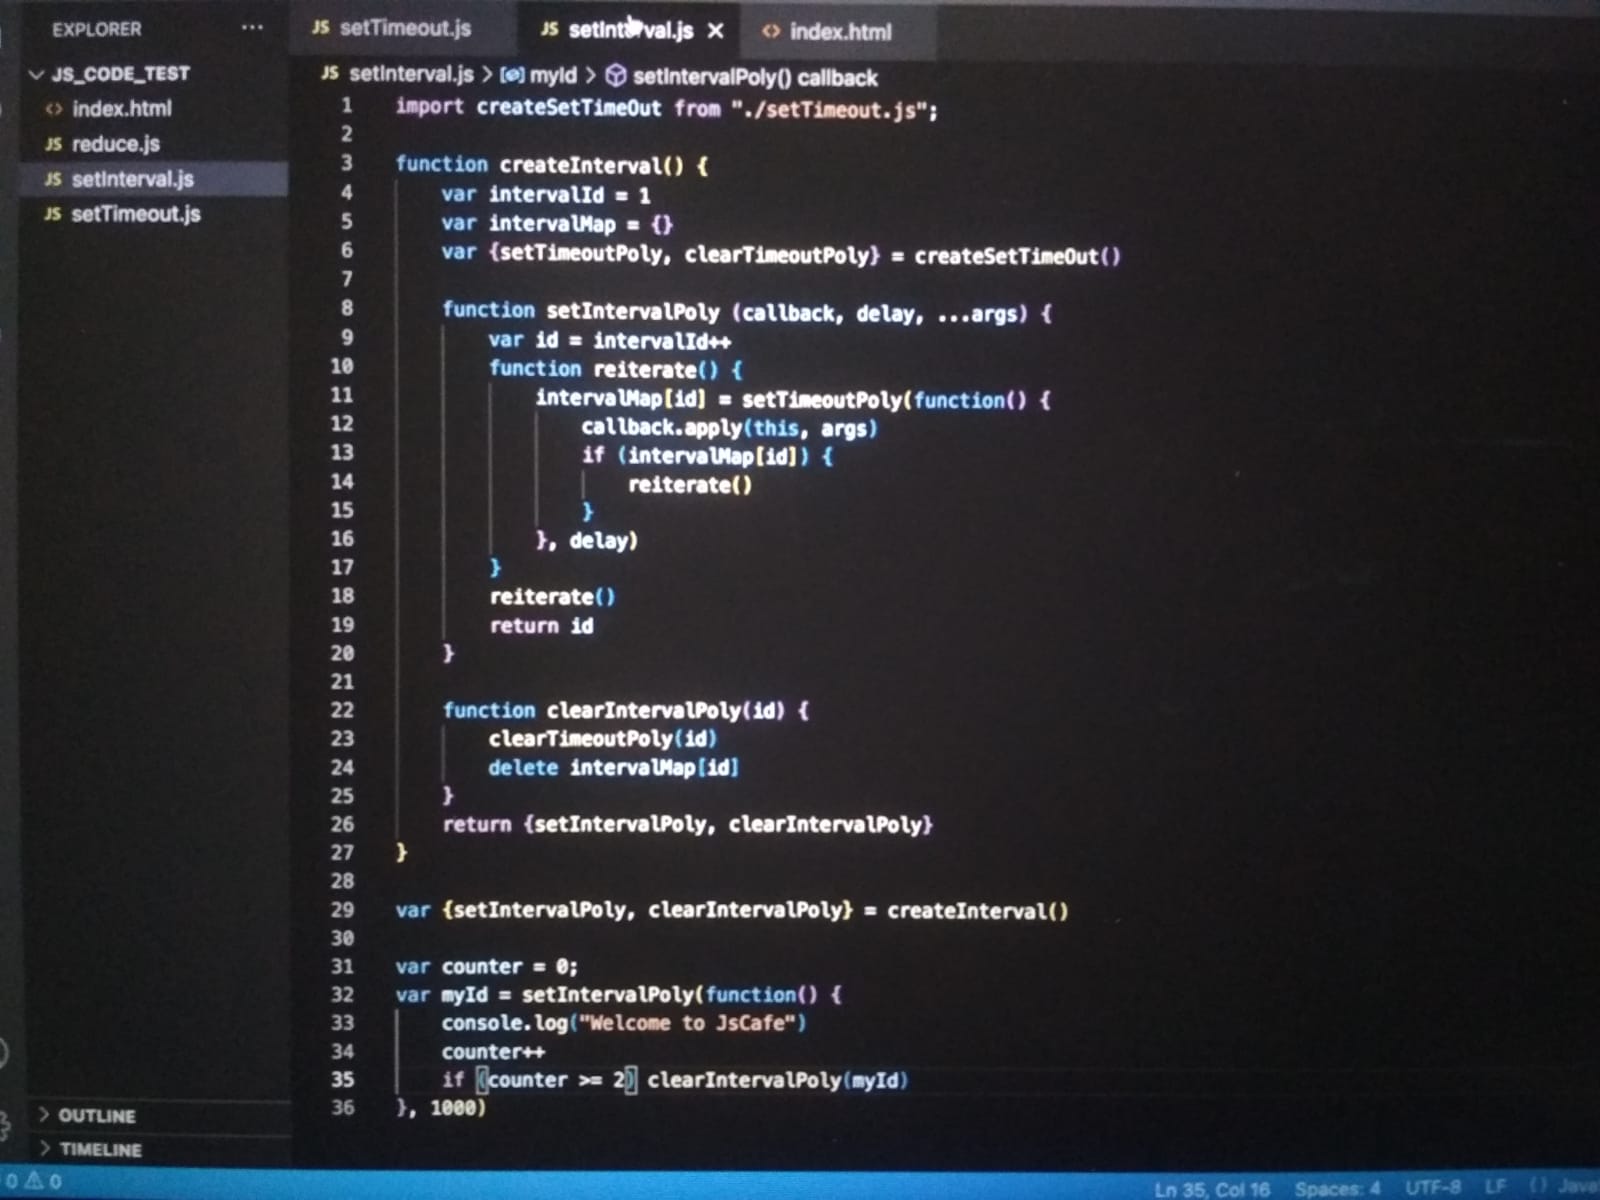 EXPLORER ...
JS_CODE_TEST
<> index.html
JS reduce.js
JS setInterval.js
JS setTimeout.js
OUTLINE
TIMELINE
JS setTimeout.js JS setInterval.js × <> index.html
JS setInterval.js > myId > setIntervalPoly() callback
1 import createSetTimeOut from "./setTimeout.js";
2
3 function createInterval() {
4 var intervalId = 1
5 var intervalMap = {}
6 var {setTimeoutPoly, clearTimeoutPoly} = createSetTimeOut()
7
8 function setIntervalPoly (callback, delay, ...args) {
9 var id = intervalId++
10 function reiterate() {
11 intervalMap[id] = setTimeoutPoly(function() {
12 callback.apply(this, args)
13 if (intervalMap[id]) {
14 reiterate()
15 }
16 }, delay)
17 }
18 reiterate()
19 return id
20 }
21
22 function clearIntervalPoly(id) {
23 clearTimeoutPoly(id)
24 delete intervalMap[id]
25 }
26 return {setIntervalPoly, clearIntervalPoly}
27 }
28
29 var {setIntervalPoly, clearIntervalPoly} = createInterval()
30
31 var counter = 0;
32 var myId = setIntervalPoly(function() {
33 console.log("Welcome to JsCafe")
34 counter++
35 if (counter >= 2) clearIntervalPoly(myId)
36 }, 1000)
0 0 Ln 35, Col 16 Spaces: 4 UTF-8 LF {} Java